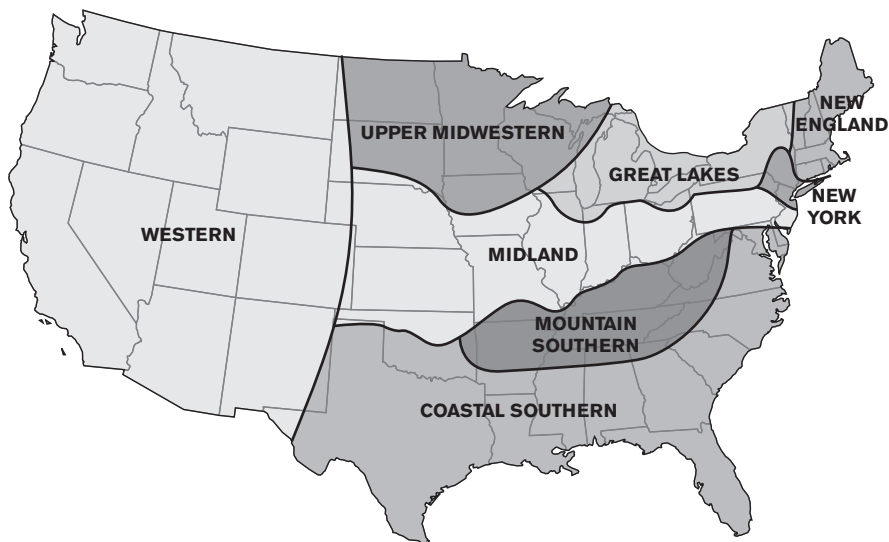 UPPER MIDWESTERN
NEW
ENGLAND
GREAT LAKES
NEW
YORK
WESTERN
MIDLAND
MOUNTAIN
SOUTHERN
COASTAL SOUTHERN